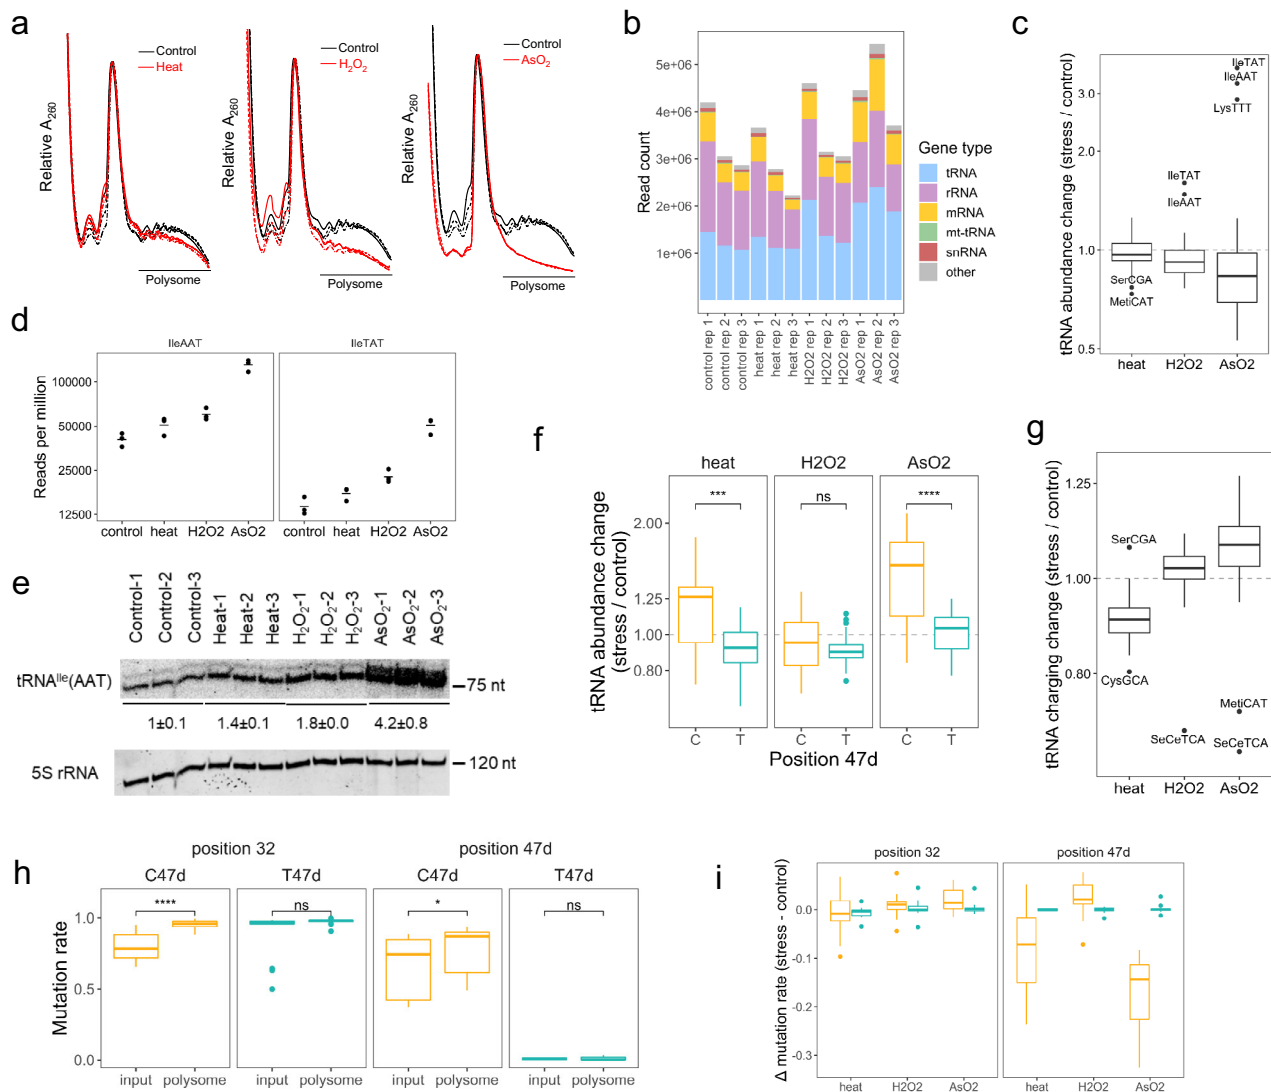 a
Control
Heat
Relative A260
Polysome
Control
H2O2
Relative A260
Polysome
Control
AsO2
Relative A260
Polysome
b
Read count
5e+06
4e+06
3e+06
2e+06
1e+06
control rep 1
control rep 2
control rep 3
heat rep 1
heat rep 2
heat rep 3
H2O2 rep 1
H2O2 rep 2
H2O2 rep 3
AsO2 rep 1
AsO2 rep 2
AsO2 rep 3
Gene type
tRNA
rRNA
mRNA
mt-tRNA
snRNA
other
c
tRNA abundance change (stress / control)
3.0
2.0
1.0
0.5
SerCGA
MetiCAT
IleTAT
IleAAT
IleTAT
IleAAT
LysTTT
heat H2O2 AsO2
d
IleAAT IleTAT
Reads per million
100000
50000
25000
12500
control heat H2O2 AsO2 control heat H2O2 AsO2
e
Control-1
Control-2
Control-3
Heat-1
Heat-2
Heat-3
H2O2-1
H2O2-2
H2O2-3
AsO2-1
AsO2-2
AsO2-3
tRNAIle(AAT)
75 nt
1±0.1 1.4±0.1 1.8±0.0 4.2±0.8
5S rRNA
120 nt
f
heat H2O2 AsO2
tRNA abundance change
(stress / control)
2.00
1.25
1.00
0.80
*** ns ****
C T C T C T
Position 47d
g
tRNA charging change (stress / control)
1.25
1.00
0.80
SerCGA
CysGCA
SeCeTCA
MetiCAT
SeCeTCA
heat H2O2 AsO2
h
position 32 position 47d
C47d T47d C47d T47d
Mutation rate
1.0
0.5
0.0
**** ns * ns
input polysome input polysome input polysome input polysome
i
position 32 position 47d
Δ mutation rate (stress - control)
0.0
-0.1
-0.2
-0.3
heat H2O2 AsO2 heat H2O2 AsO2